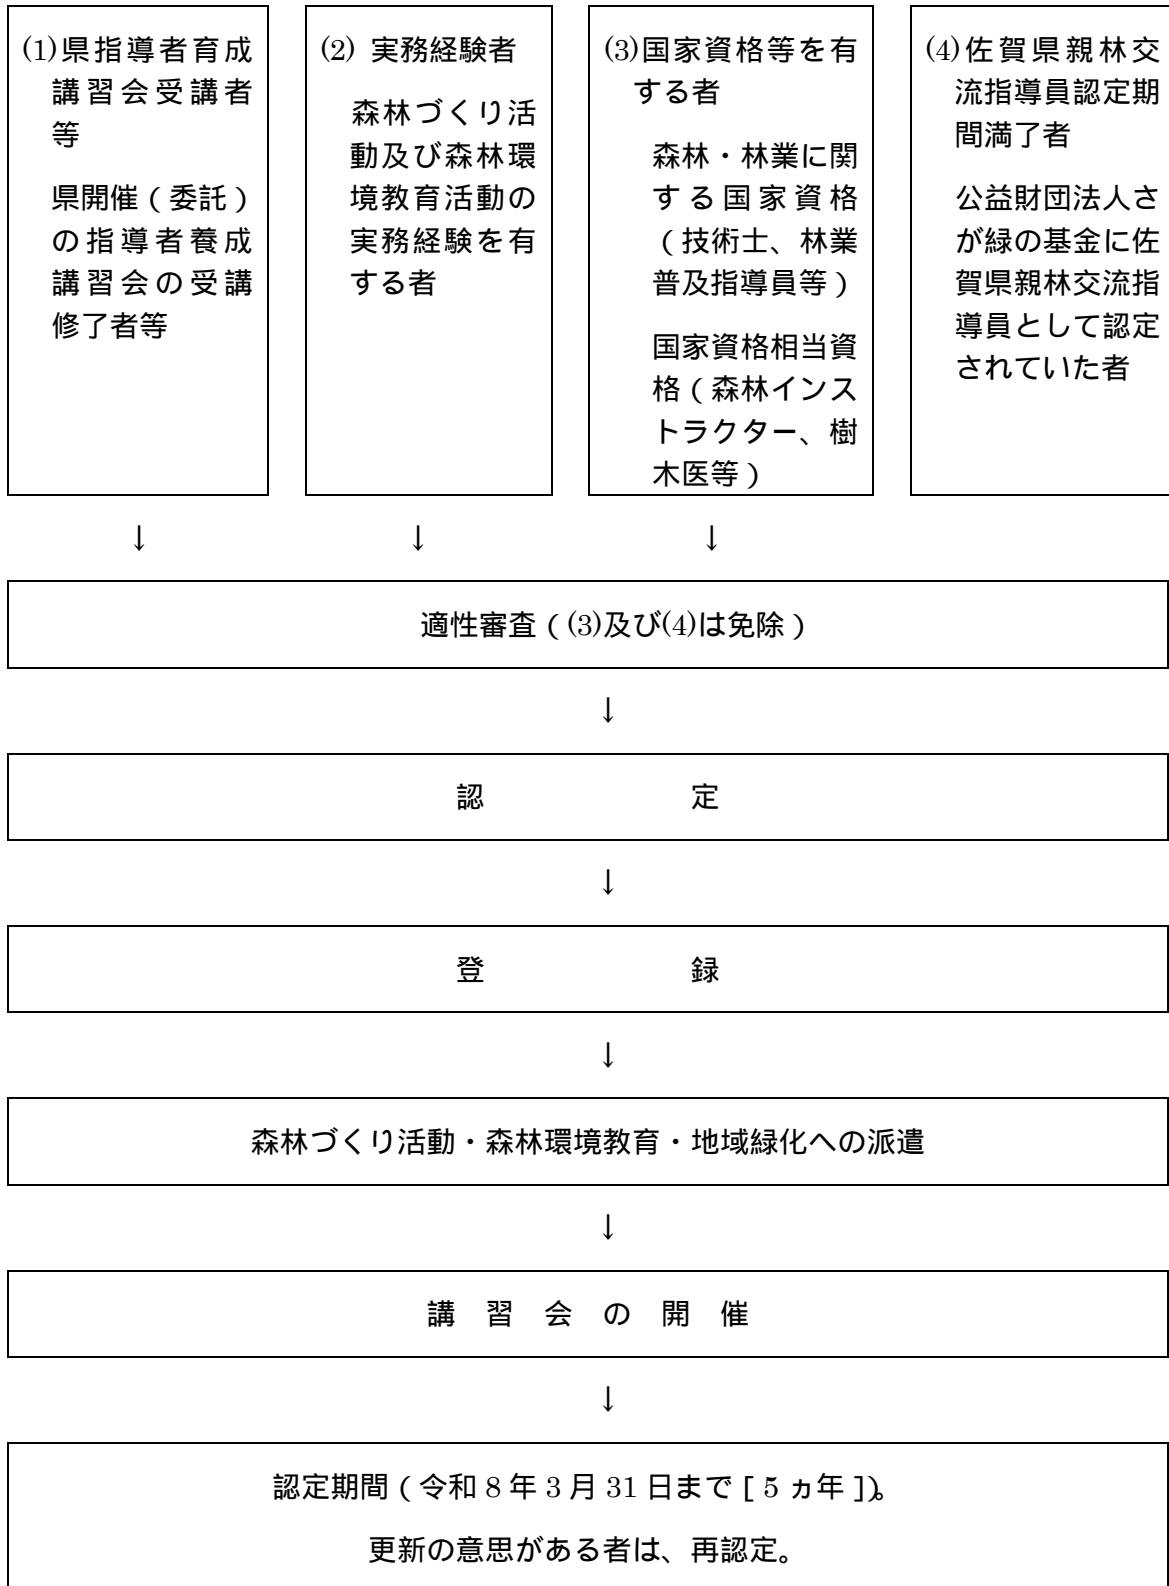 (1)県指導者育成
講習会受講者
等
県開催（委託）
の指導者養成
講習会の受講
修了者等
(2) 実務経験者
森林づくり活
動及び森林環
境教育活動の
実務経験を有
する者
(3)国家資格等を有
する者
森林・林業に関
する国家資格
（技術士、林業
普及指導員等）
国家資格相当資
格（森林インス
トラクター、樹
木医等）
(4)佐賀県親林交
流指導員認定期
間満了者
公益財団法人さ
が緑の基金に佐
賀県親林交流指
導員として認定
されていた者
↓ ↓ ↓
適性審査（(3)及び(4)は免除）
↓
認 定
↓
登 録
↓
森林づくり活動・森林環境教育・地域緑化への派遣
↓
講 習 会 の 開 催
↓
認定期間（令和 8 年 3 月 31 日まで［ 5 ヵ年 ］）。
更新の意思がある者は、再認定。